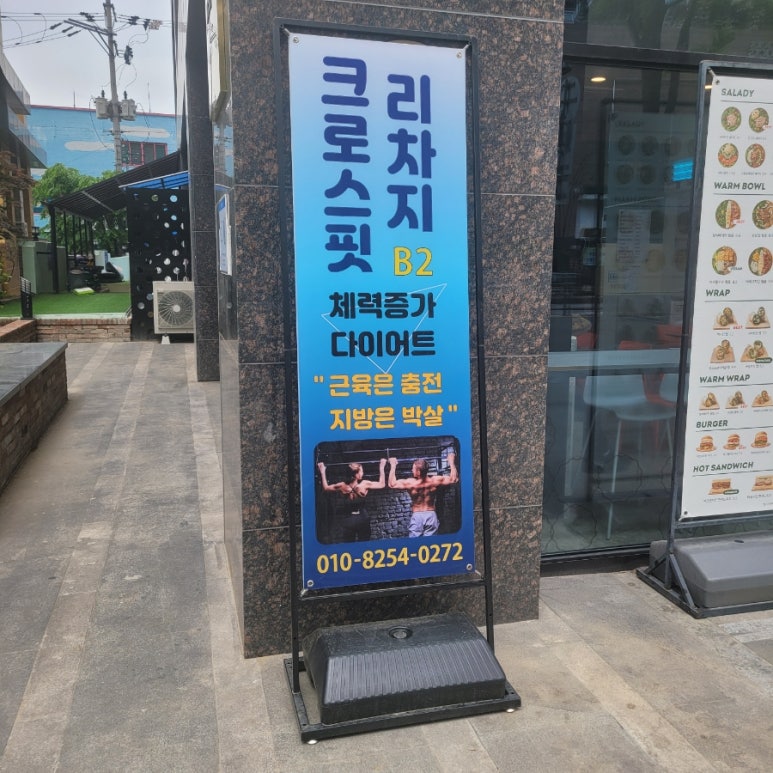 크로스핏
리차지
B2
체력증가
다이어트
" 근육은 충전
지방은 박살 "
010-8254-0272
SALADY
WARM BOWL
WRAP
WARM WRAP
BURGER
HOT SANDWICH